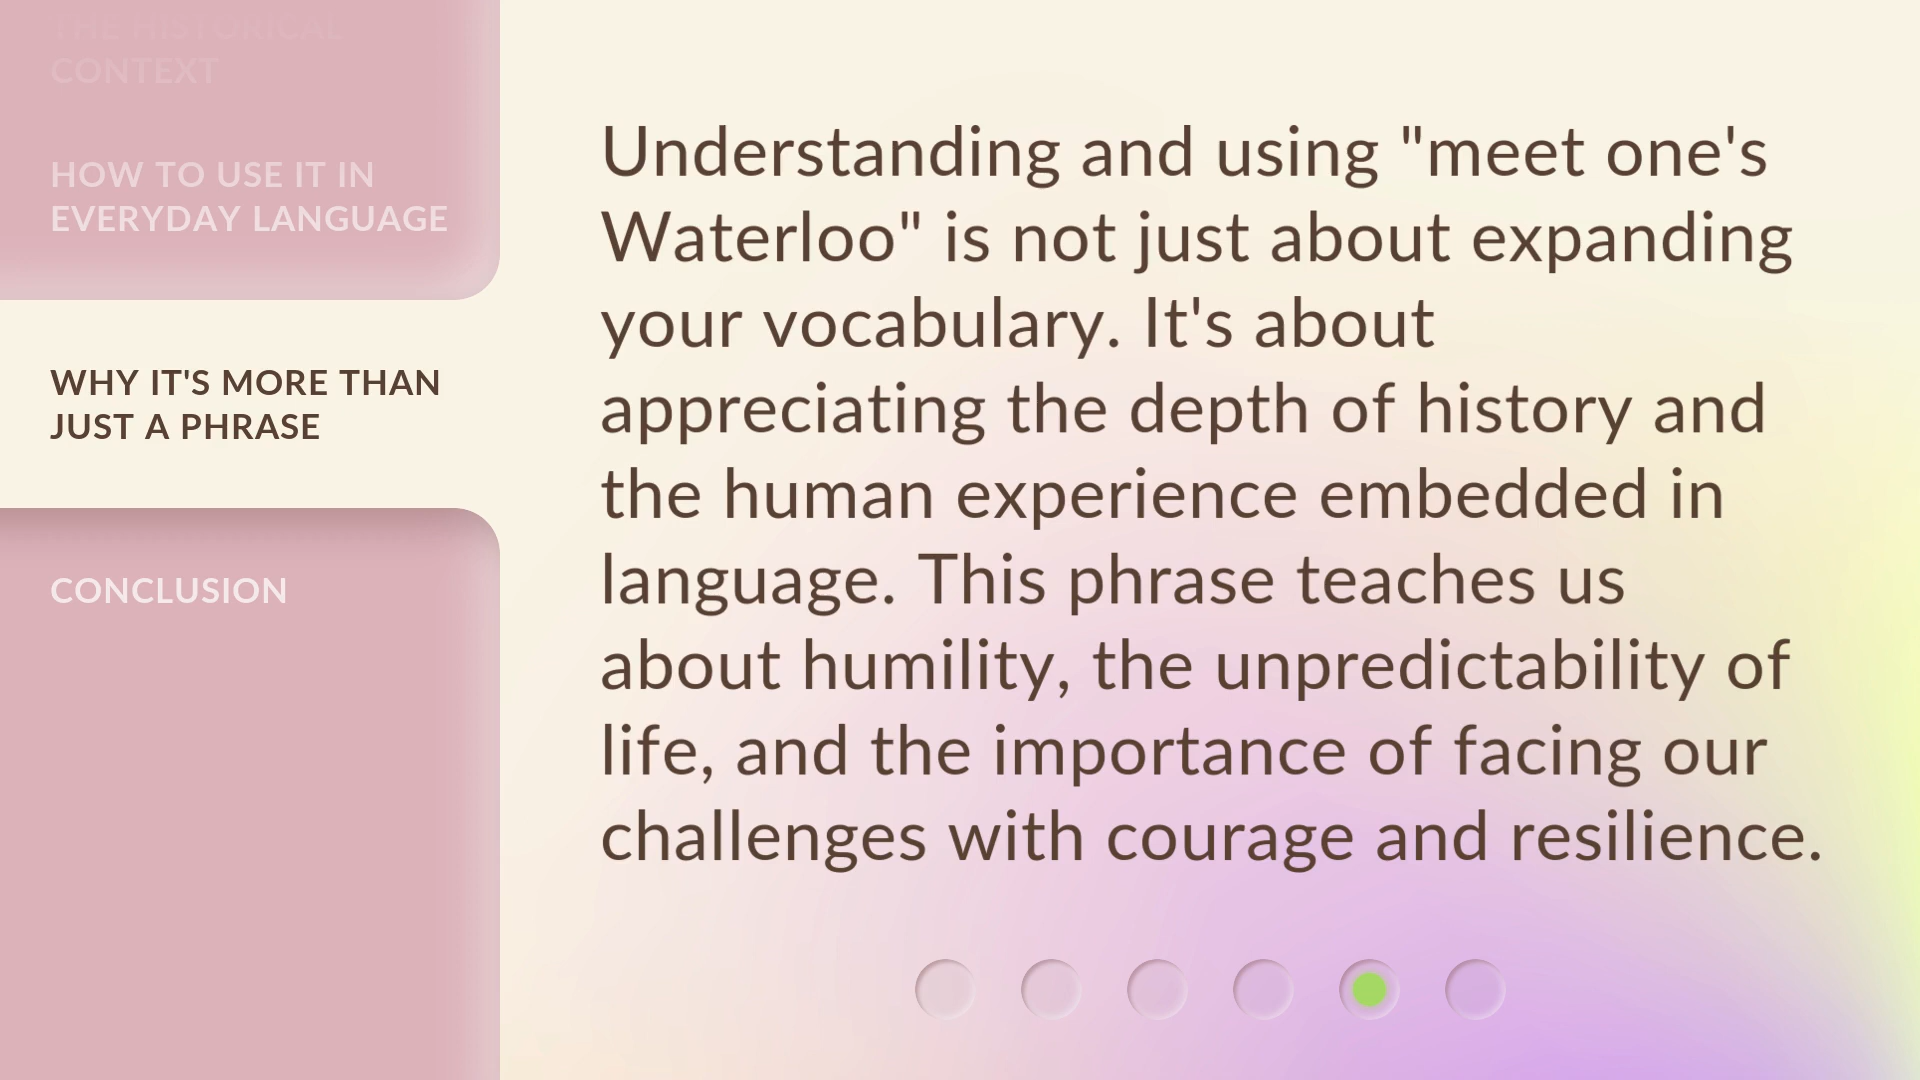 THE HISTORICAL
CONTEXT
HOW TO USE IT IN
EVERYDAY LANGUAGE
WHY IT'S MORE THAN
JUST A PHRASE
CONCLUSION
Understanding and using "meet one's
Waterloo" is not just about expanding
your vocabulary. It's about
appreciating the depth of history and
the human experience embedded in
language. This phrase teaches us
about humility, the unpredictability of
life, and the importance of facing our
challenges with courage and resilience.